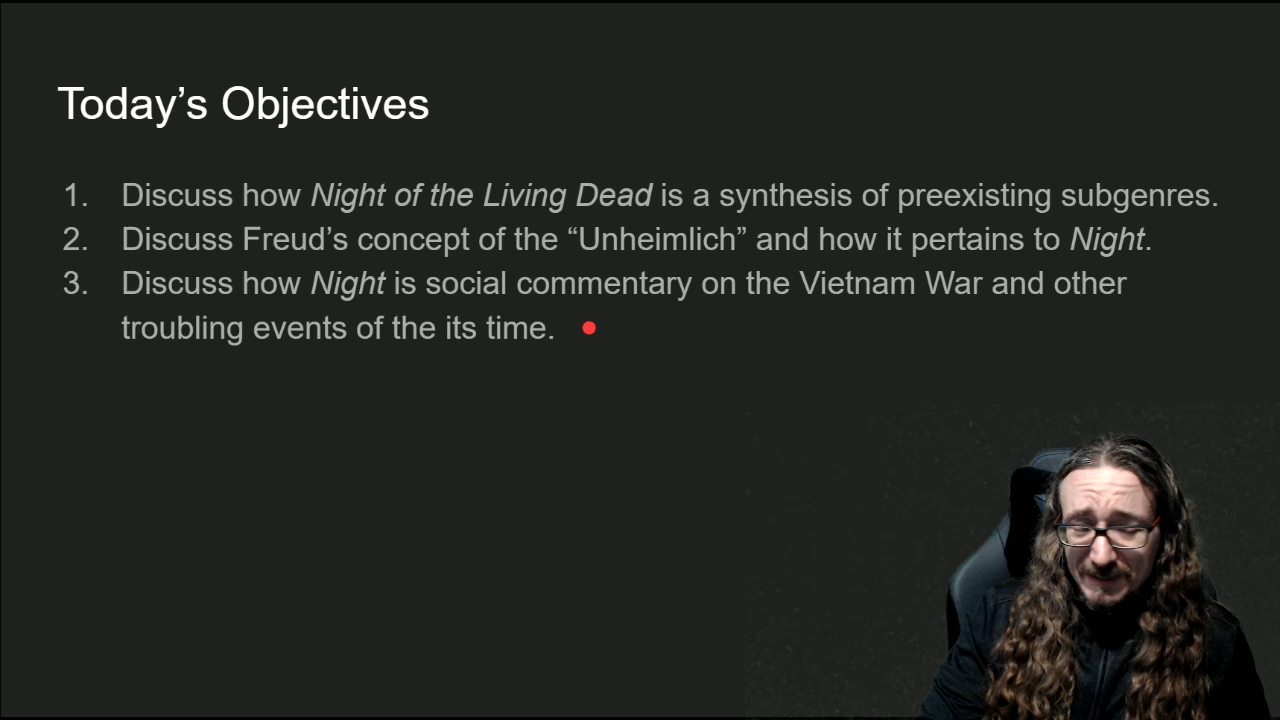 Today’s Objectives
1. Discuss how Night of the Living Dead is a synthesis of preexisting subgenres.
2. Discuss Freud’s concept of the “Unheimlich” and how it pertains to Night.
3. Discuss how Night is social commentary on the Vietnam War and other
troubling events of the its time.